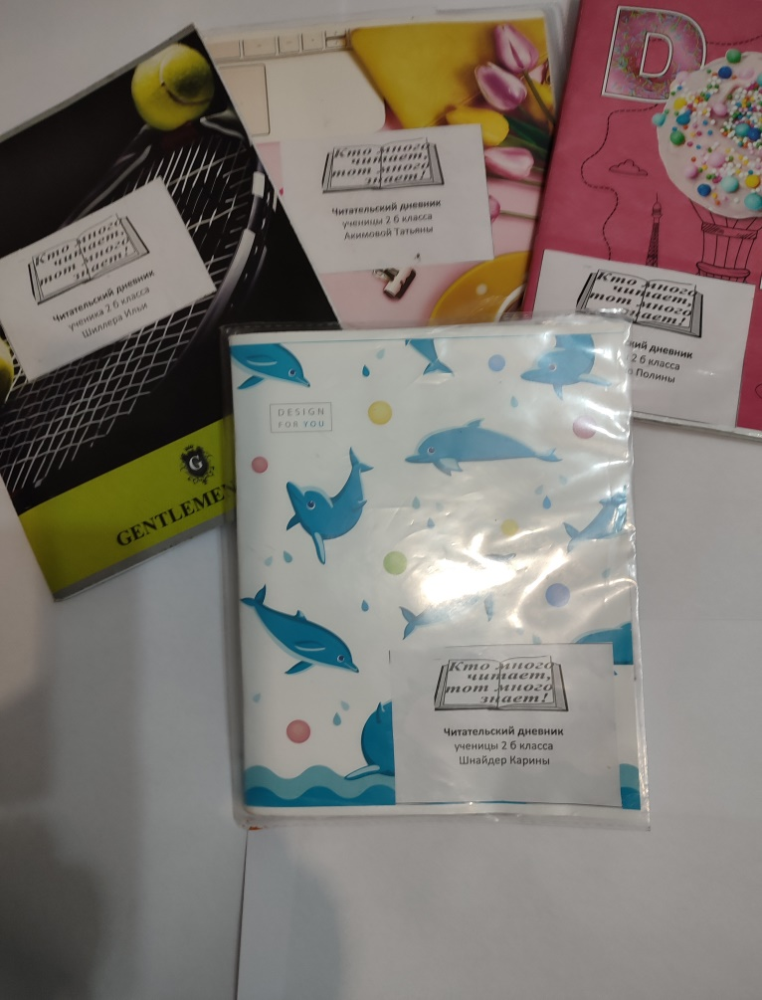 Кто много
читает,
тот много
знает!
Читательский дневник
ученика 2 б класса
Шиллера Ильи
G
GENTLEMEN
Кто много
читает,
тот много
знает!
Читательский дневник
ученицы 2 б класса
Акимовой Татьяны
D
Кто много
читает,
тот много
знает!
дневник
2 б класса
Полины
DESIGN
FOR YOU
Кто много
читает,
тот много
знает!
Читательский дневник
ученицы 2 б класса
Шнайдер Карины